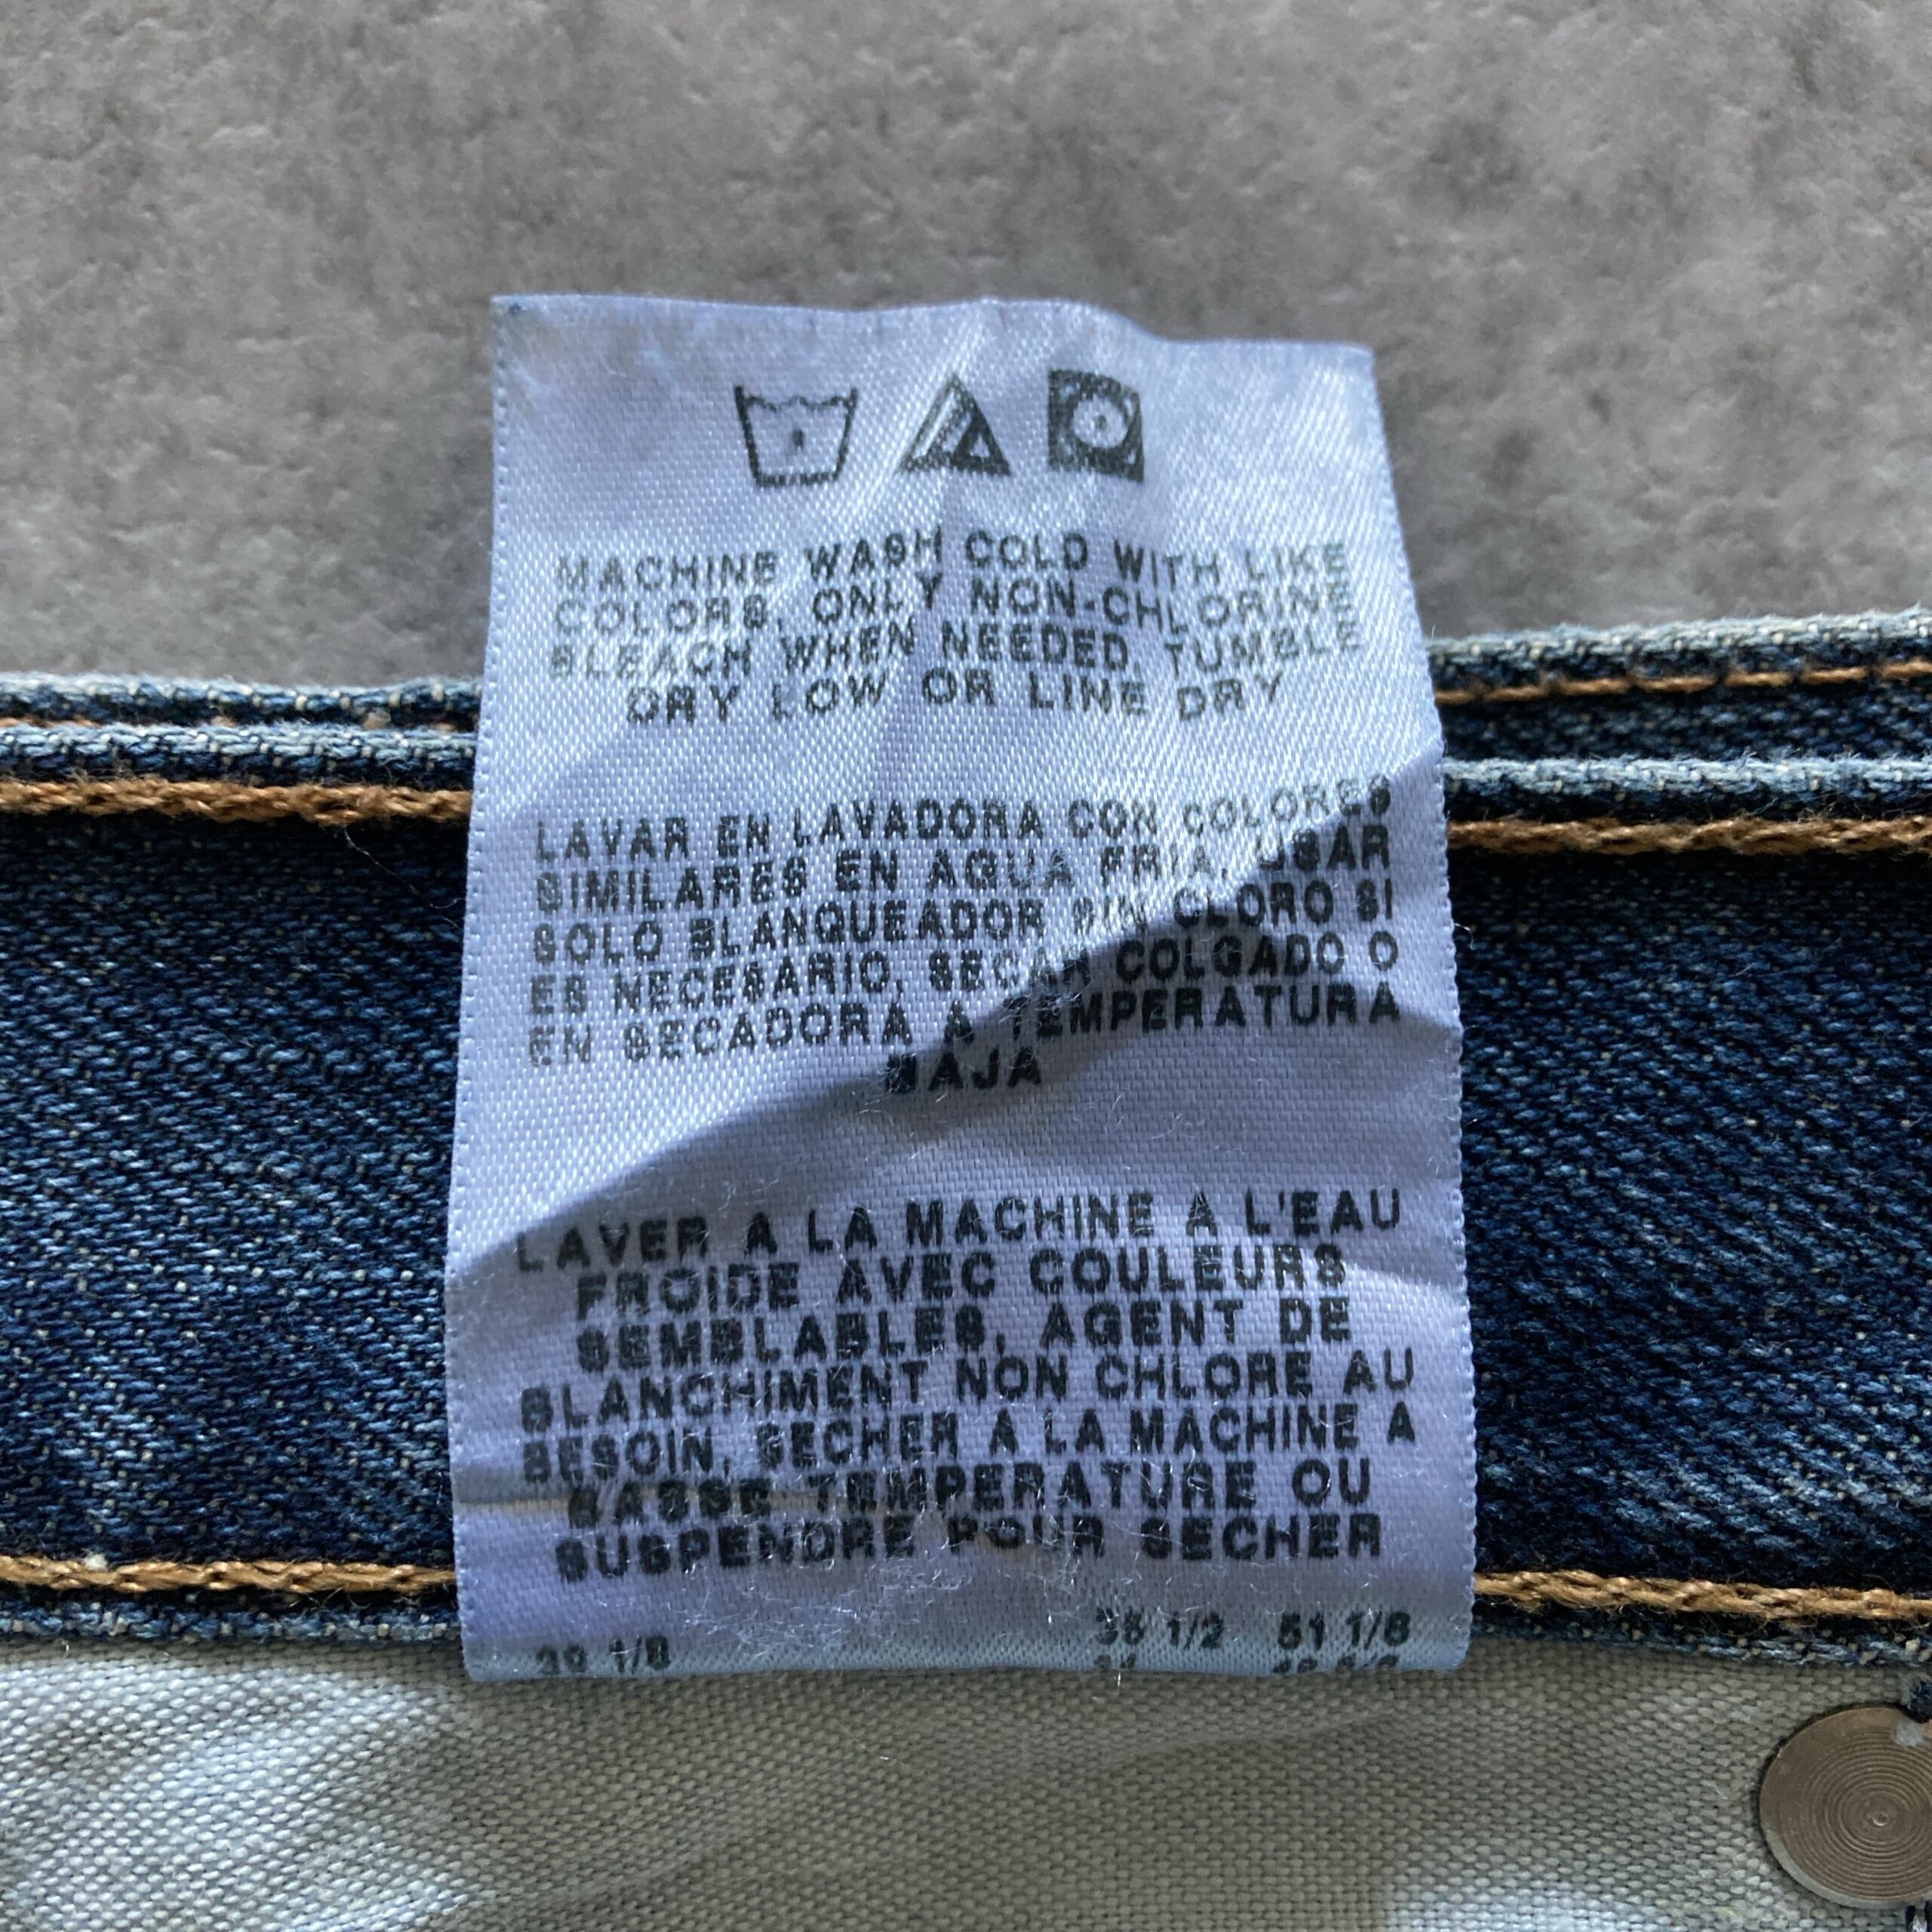 MACHINE WASH COLD WITH LIKE
COLORS, ONLY NON-CHLORINE
BLEACH WHEN NEEDED, TUMBLE
DRY LOW OR LINE DRY
LAVAR EN LAVADORA CON COLORES
SIMILARES EN AGUA FRIA, USAR
SOLO BLANQUEADOR SIN CLORO SI
ES NECESARIO, SECAR COLGADO O
EN SECADORA A TEMPERATURA
BAJA
LAVER A LA MACHINE A L'EAU
FROIDE AVEC COULEURS
SEMBLABLES, AGENT DE
BLANCHIMENT NON CHLORE AU
BESOIN, SECHER A LA MACHINE A
BASSE TEMPERATURE OU
SUSPENDRE POUR SECHER
39 1/8 1/2 51 1/8